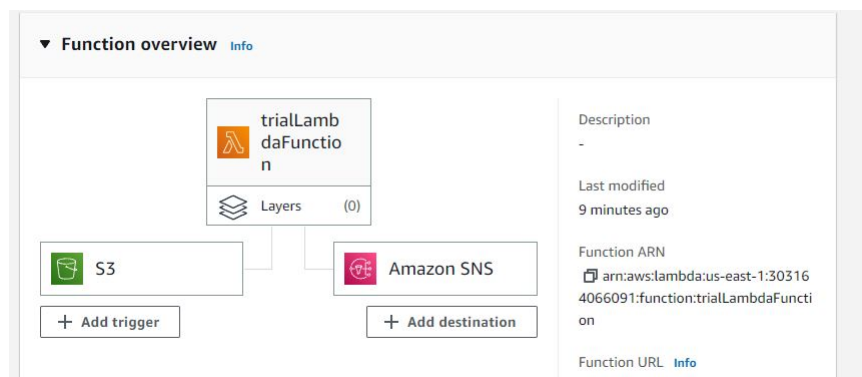 Function overview Info
trialLamb
daFunctio
n
Layers (0)
S3
Amazon SNS
+ Add trigger
+ Add destination
Description
-
Last modified
9 minutes ago
Function ARN
arn:aws:lambda:us-east-1:30316
4066091:function:trialLambdaFuncti
on
Function URL Info